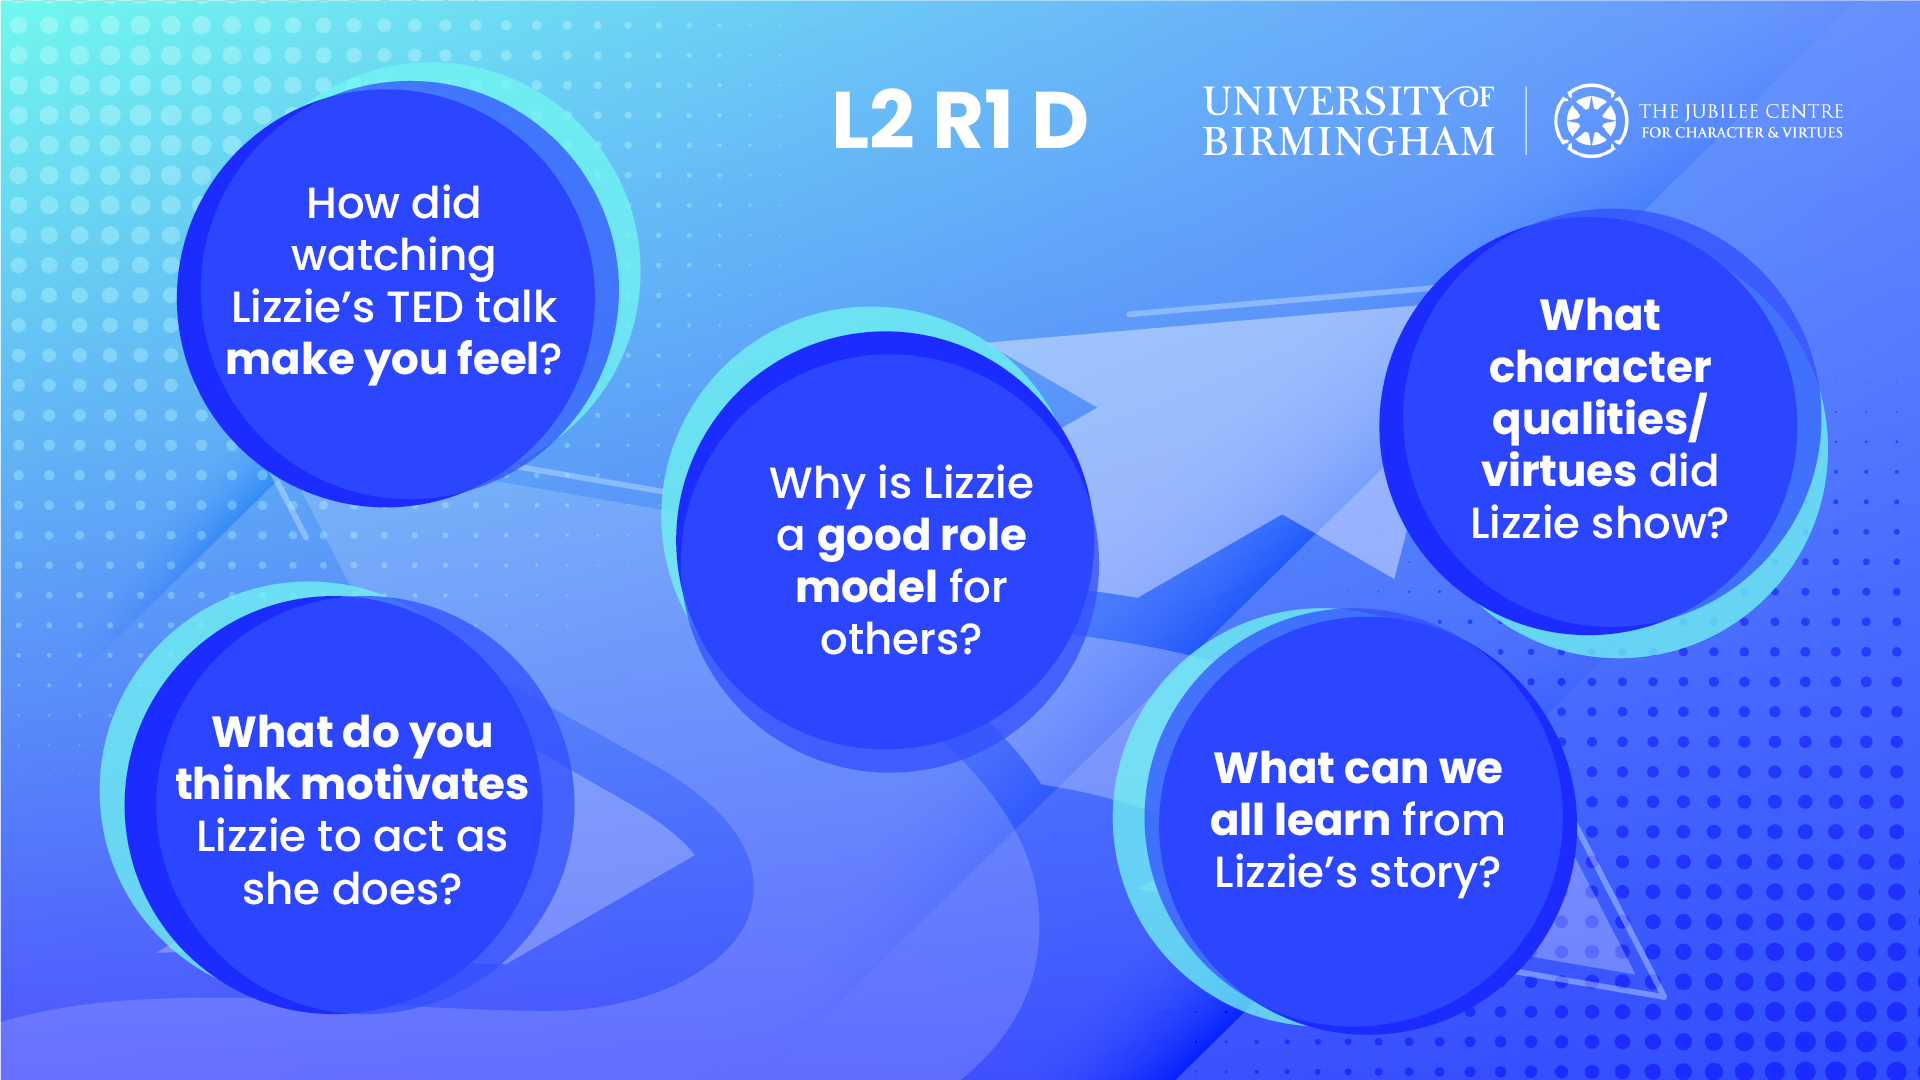 L2 R1 D
UNIVERSITY OF
BIRMINGHAM
THE JUBILEE CENTRE
FOR CHARACTER & VIRTUES
How did
watching
Lizzie’s TED talk
make you feel?
Why is Lizzie
a good role
model for
others?
What
character
qualities/
virtues did
Lizzie show?
What do you
think motivates
Lizzie to act as
she does?
What can we
all learn from
Lizzie’s story?